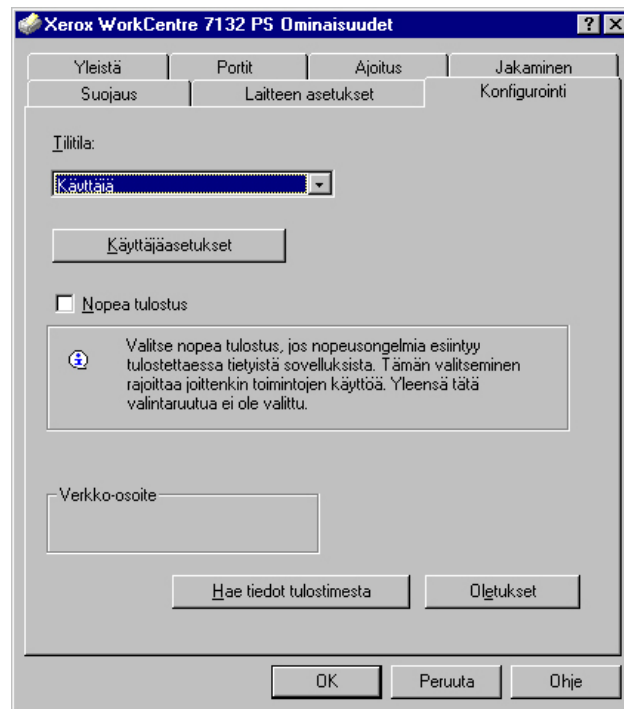 Xerox WorkCentre 7132 PS Ominaisuudet
Yleistä Portit Ajoitus Jakaminen
Suojaus Laitteen asetukset Konfigurointi
Tilitila:
Käyttäjä
Käyttäjäasetukset
Nopea tulostus
Valitse nopea tulostus, jos nopeusongelmia esiintyy
tulostettaessa tietyistä sovelluksista. Tämän valitseminen
rajoittaa joittenkin toimintojen käyttöä. Yleensä tätä
valintaruutua ei ole valittu.
Verkko-osoite
Hae tiedot tulostimesta Oletukset
OK Peruuta Ohje